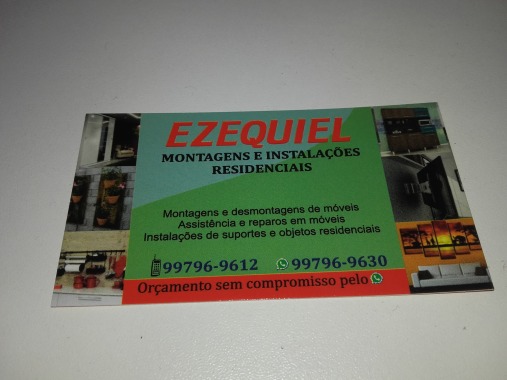 EZEQUIEL
MONTAGENS E INSTALAÇÕES
RESIDENCIAIS
Montagens e desmontagens de móveis
Assistência e reparos em móveis
Instalações de suportes e objetos residenciais
99796-9612 99796-9630
Orçamento sem compromisso pelo